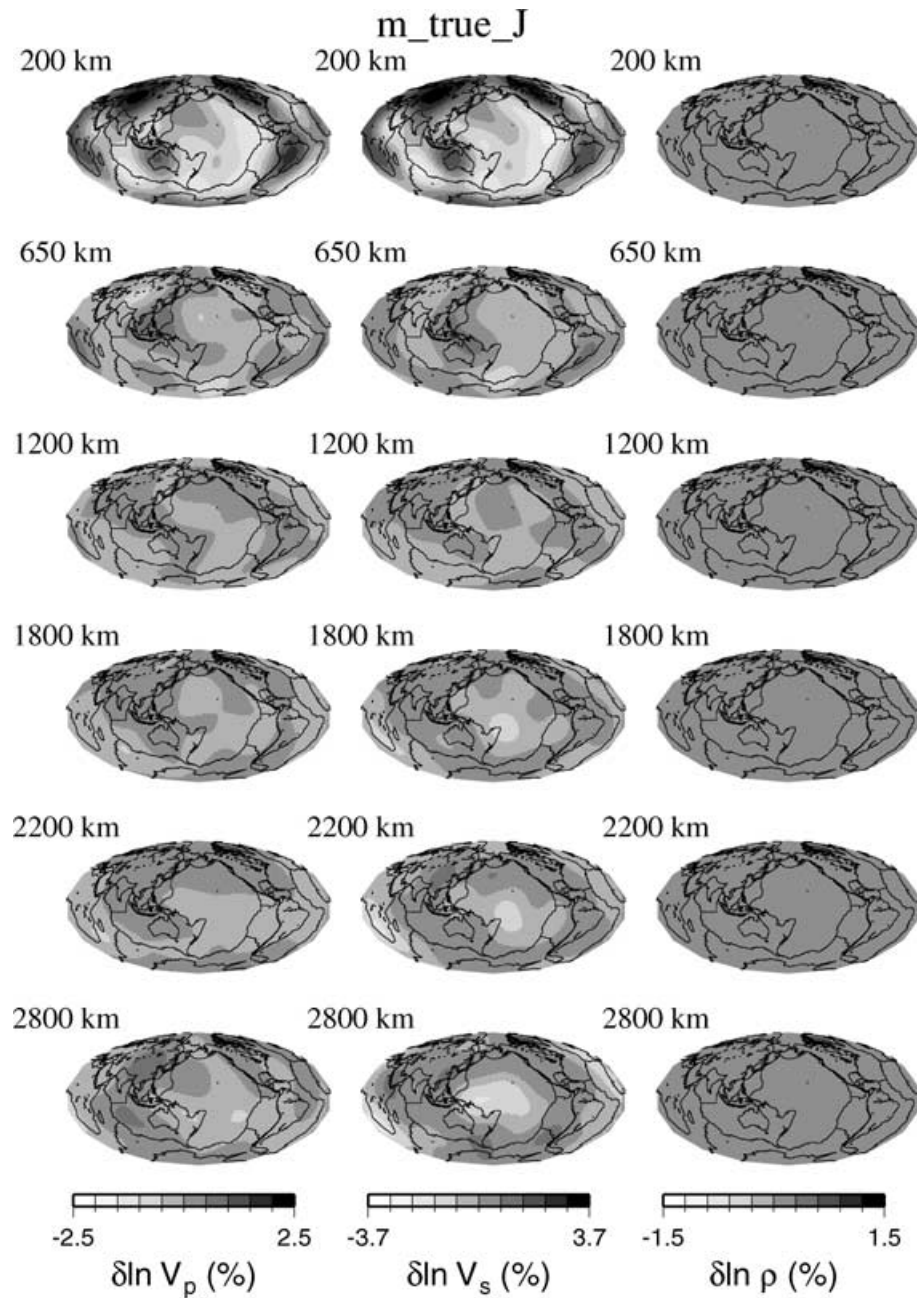 m_true_J
200 km 200 km 200 km
650 km 650 km 650 km
1200 km 1200 km 1200 km
1800 km 1800 km 1800 km
2200 km 2200 km 2200 km
2800 km 2800 km 2800 km
-2.5 2.5 -3.7 3.7 -1.5 1.5
δln Vp (%) δln Vs (%) δln ρ (%)